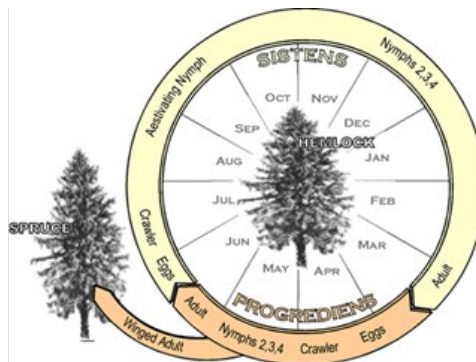 SISTENS
Nymphs 2,3,4
Adult
Aestivating Nymph
Crawler
Eggs
OCT
NOV
DEC
JAN
FEB
MAR
APR
MAY
JUN
JUL
AUG
SEP
HEMLOCK
SPRUCE
PROGREDIENS
Eggs
Crawler
Nymphs 2,3,4
Adult
Winged Adult